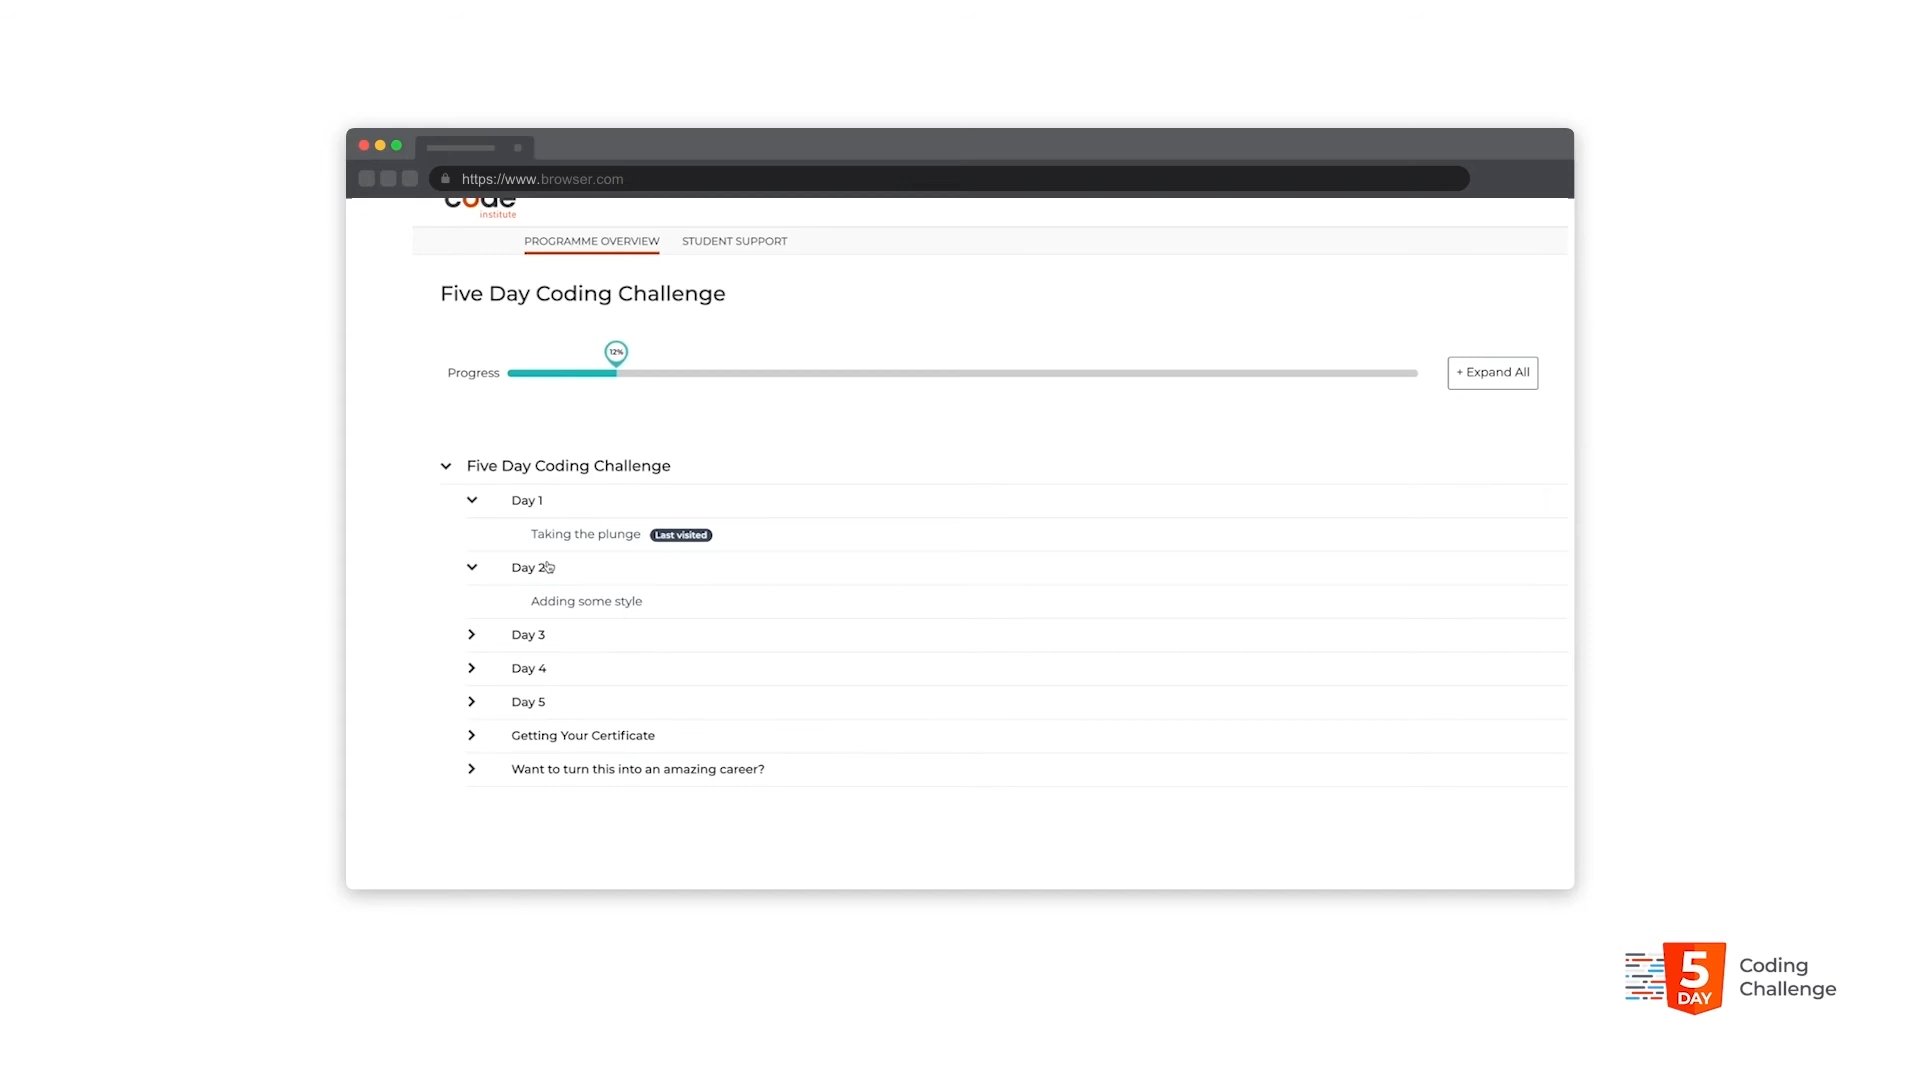 https://www.browser.com
code
institute
PROGRAMME OVERVIEW STUDENT SUPPORT
Five Day Coding Challenge
12%
Progress
+ Expand All
Five Day Coding Challenge
Day 1
Taking the plunge Last visited
Day 2
Adding some style
Day 3
Day 4
Day 5
Getting Your Certificate
Want to turn this into an amazing career?
5
DAY
Coding
Challenge